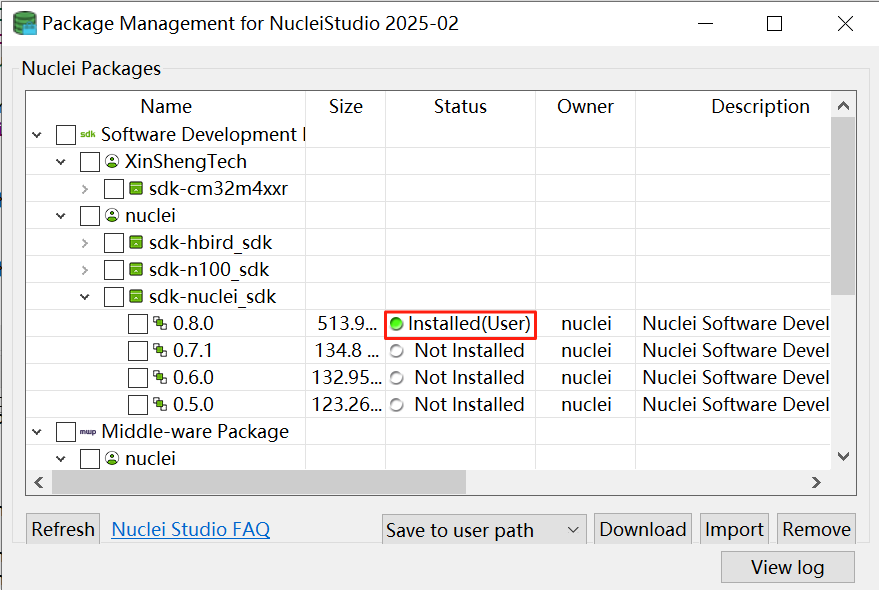 Package Management for NucleiStudio 2025-02
Nuclei Packages
Name Size Status Owner Description
sdk Software Development
XinShengTech
sdk-cm32m4xxr
nuclei
sdk-hbird_sdk
sdk-n100_sdk
sdk-nuclei_sdk
0.8.0 513.9... Installed(User) nuclei Nuclei Software Devel
0.7.1 134.8 ... Not Installed nuclei Nuclei Software Devel
0.6.0 132.95... Not Installed nuclei Nuclei Software Devel
0.5.0 123.26... Not Installed nuclei Nuclei Software Devel
mwp Middle-ware Package
nuclei
Refresh Nuclei Studio FAQ Save to user path Download Import Remove
View log